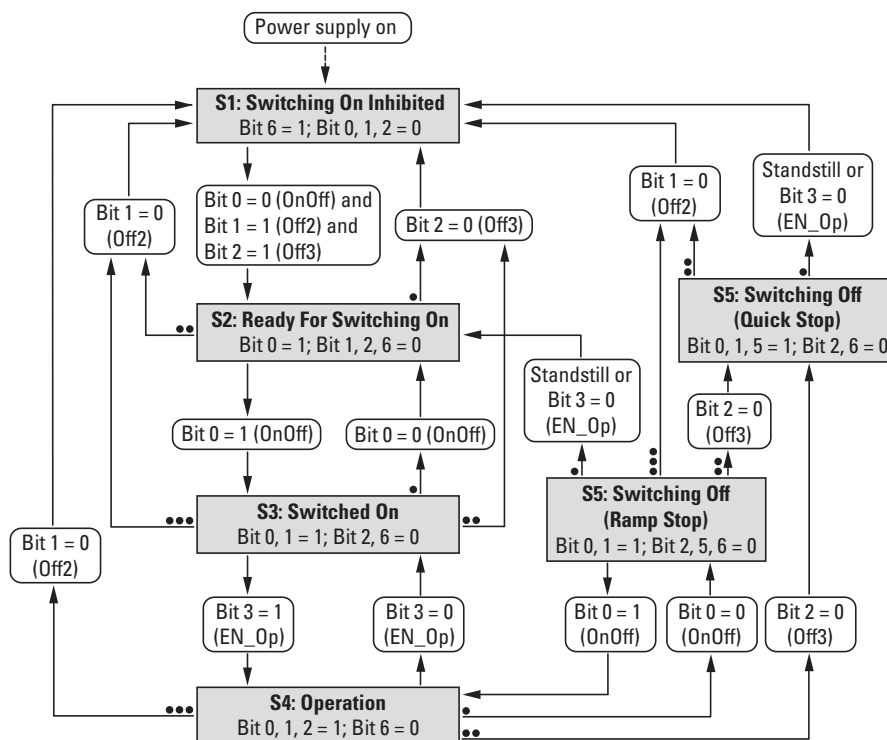 Power supply on
S1: Switching On Inhibited
Bit 6 = 1; Bit 0, 1, 2 = 0
Bit 1 = 0
(Off2)
Bit 0 = 0 (OnOff) and
Bit 1 = 1 (Off2) and
Bit 2 = 1 (Off3)
Bit 2 = 0 (Off3)
Bit 1 = 0
(Off2)
Standstill or
Bit 3 = 0
(EN_Op)
S2: Ready For Switching On
Bit 0 = 1; Bit 1, 2, 6 = 0
S5: Switching Off
(Quick Stop)
Bit 0, 1, 5 = 1; Bit 2, 6 = 0
Bit 0 = 1 (OnOff)
Bit 0 = 0 (OnOff)
Standstill or
Bit 3 = 0
(EN_Op)
Bit 2 = 0
(Off3)
S3: Switched On
Bit 0, 1 = 1; Bit 2, 6 = 0
S5: Switching Off
(Ramp Stop)
Bit 0, 1 = 1; Bit 2, 5, 6 = 0
Bit 1 = 0
(Off2)
Bit 3 = 1
(EN_Op)
Bit 3 = 0
(EN_Op)
Bit 0 = 1
(OnOff)
Bit 0 = 0
(OnOff)
Bit 2 = 0
(Off3)
S4: Operation
Bit 0, 1, 2 = 1; Bit 6 = 0